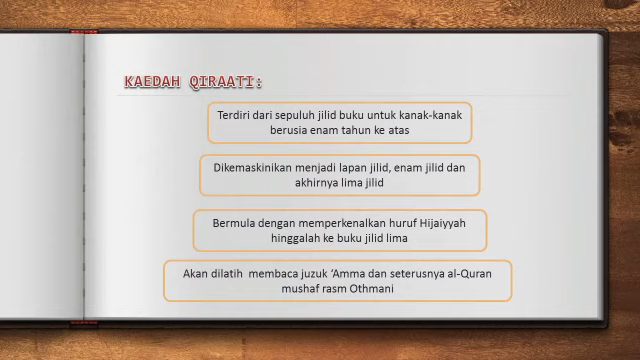 KAEDAH QIRAATI:
Terdiri dari sepuluh jilid buku untuk kanak-kanak
berusia enam tahun ke atas
Dikemaskinikan menjadi lapan jilid, enam jilid dan
akhirnya lima jilid
Bermula dengan memperkenalkan huruf Hijaiyyah
hinggalah ke buku jilid lima
Akan dilatih membaca juzuk ‘Amma dan seterusnya al-Quran
mushaf rasm Othmani